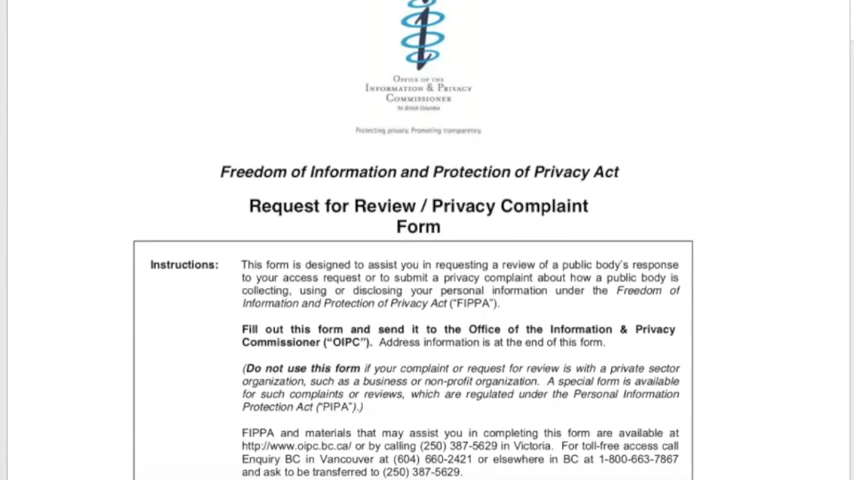 OFFICE OF THE
INFORMATION & PRIVACY
COMMISSIONER
for British Columbia
Protecting privacy. Promoting transparency.
Freedom of Information and Protection of Privacy Act
Request for Review / Privacy Complaint
Form
Instructions: This form is designed to assist you in requesting a review of a public body's response
to your access request or to submit a privacy complaint about how a public body is
collecting, using or disclosing your personal information under the Freedom of
Information and Protection of Privacy Act ("FIPPA").
Fill out this form and send it to the Office of the Information & Privacy
Commissioner ("OIPC"). Address information is at the end of this form.
(Do not use this form if your complaint or request for review is with a private sector
organization, such as a business or non-profit organization. A special form is available
for such complaints or reviews, which are regulated under the Personal Information
Protection Act ("PIPA").)
FIPPA and materials that may assist you in completing this form are available at
http://www.oipc.bc.ca/ or by calling (250) 387-5629 in Victoria. For toll-free access call
Enquiry BC in Vancouver at (604) 660-2421 or elsewhere in BC at 1-800-663-7867
and ask to be transferred to (250) 387-5629.